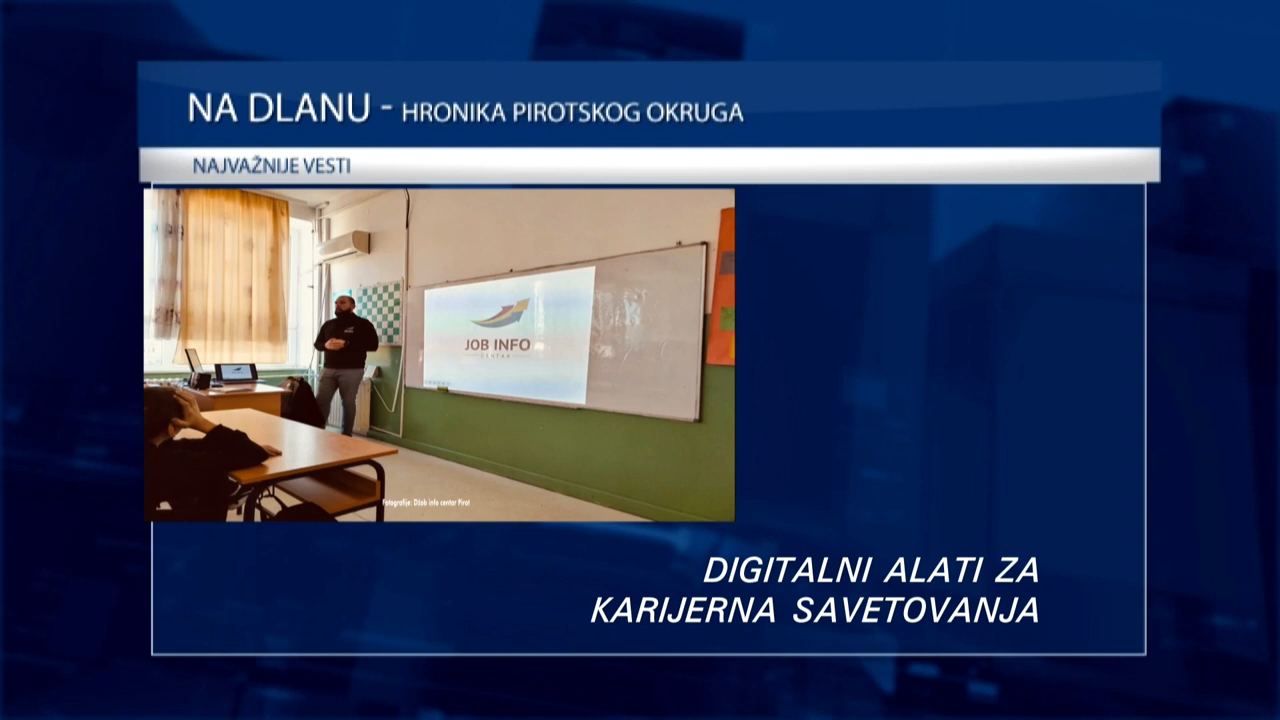 NA DLANU - HRONIKA PIROTSKOG OKRUGA
NAJVAŽNIJE VESTI
JOB INFO
CENTAR
Fotografije: Džob info centar Pirot
DIGITALNI ALATI ZA
KARIJERNA SAVETOVANJA